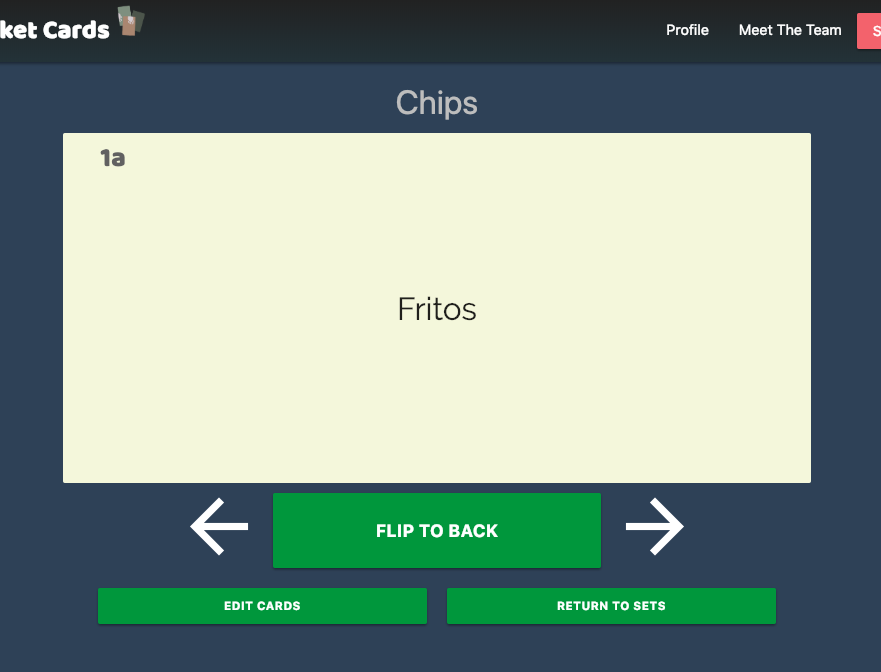 ket Cards
Profile
Meet The Team
S
Chips
1a
Fritos
FLIP TO BACK
EDIT CARDS
RETURN TO SETS